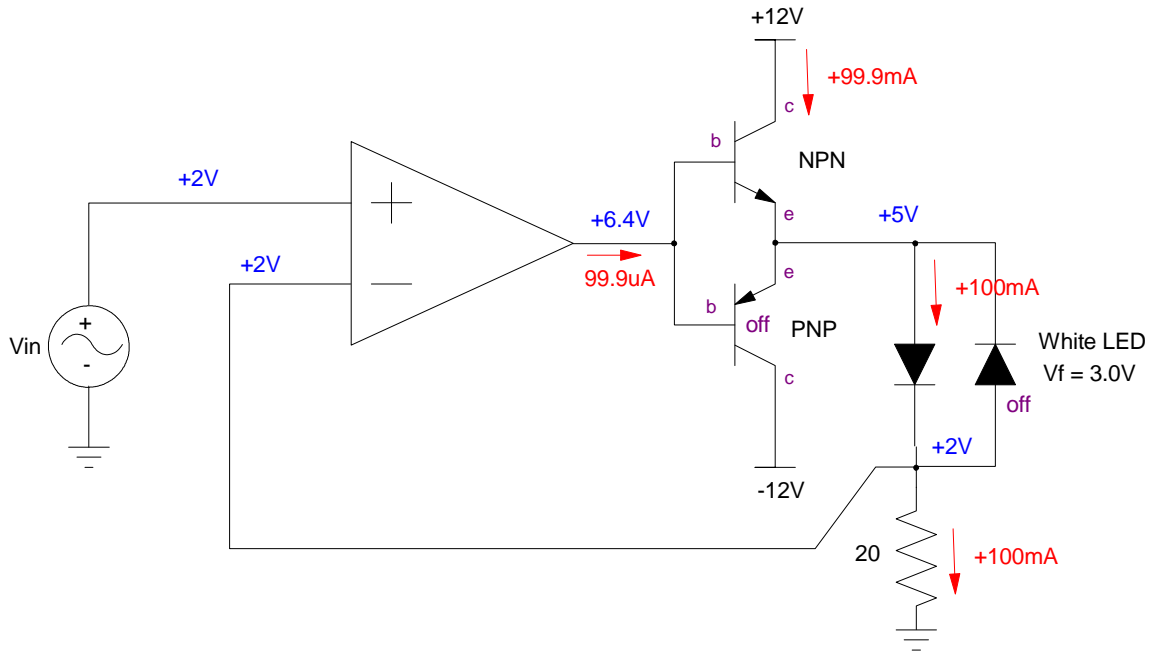 +12V
+99.9mA
c
b
NPN
+2V
+6.4V
e
+5V
+2V
99.9uA
e
+100mA
b
off
PNP
Vin
+
-
White LED
Vf = 3.0V
c
off
+2V
-12V
20
+100mA